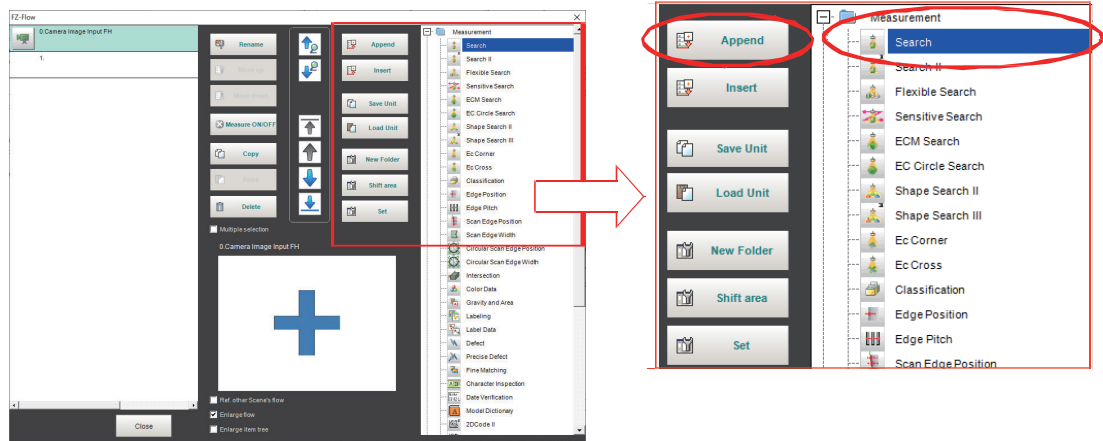 FZ-Flow
0.Camera Image Input FH
1.
Rename
Move up
Move down
Measure ON/OFF
Copy
Paste
Delete
Multiple selection
0.Camera Image Input FH
Ref. other Scene's flow
Enlarge flow
Enlarge item tree
Close
Append
Insert
Save Unit
Load Unit
New Folder
Shift area
Set
Measurement
Search
Search II
Flexible Search
Sensitive Search
ECM Search
EC Circle Search
Shape Search II
Shape Search III
Ec Corner
Ec Cross
Classification
Edge Position
Edge Pitch
Scan Edge Position
Scan Edge Width
Circular Scan Edge Position
Circular Scan Edge Width
Intersection
Color Data
Gravity and Area
Labeling
Label Data
Defect
Precise Defect
Fine Matching
Character Inspection
Date Verification
Model Dictionary
2DCode II
Append
Insert
Save Unit
Load Unit
New Folder
Shift area
Set
Measurement
Search
Search II
Flexible Search
Sensitive Search
ECM Search
EC Circle Search
Shape Search II
Shape Search III
Ec Corner
Ec Cross
Classification
Edge Position
Edge Pitch
Scan Edge Position